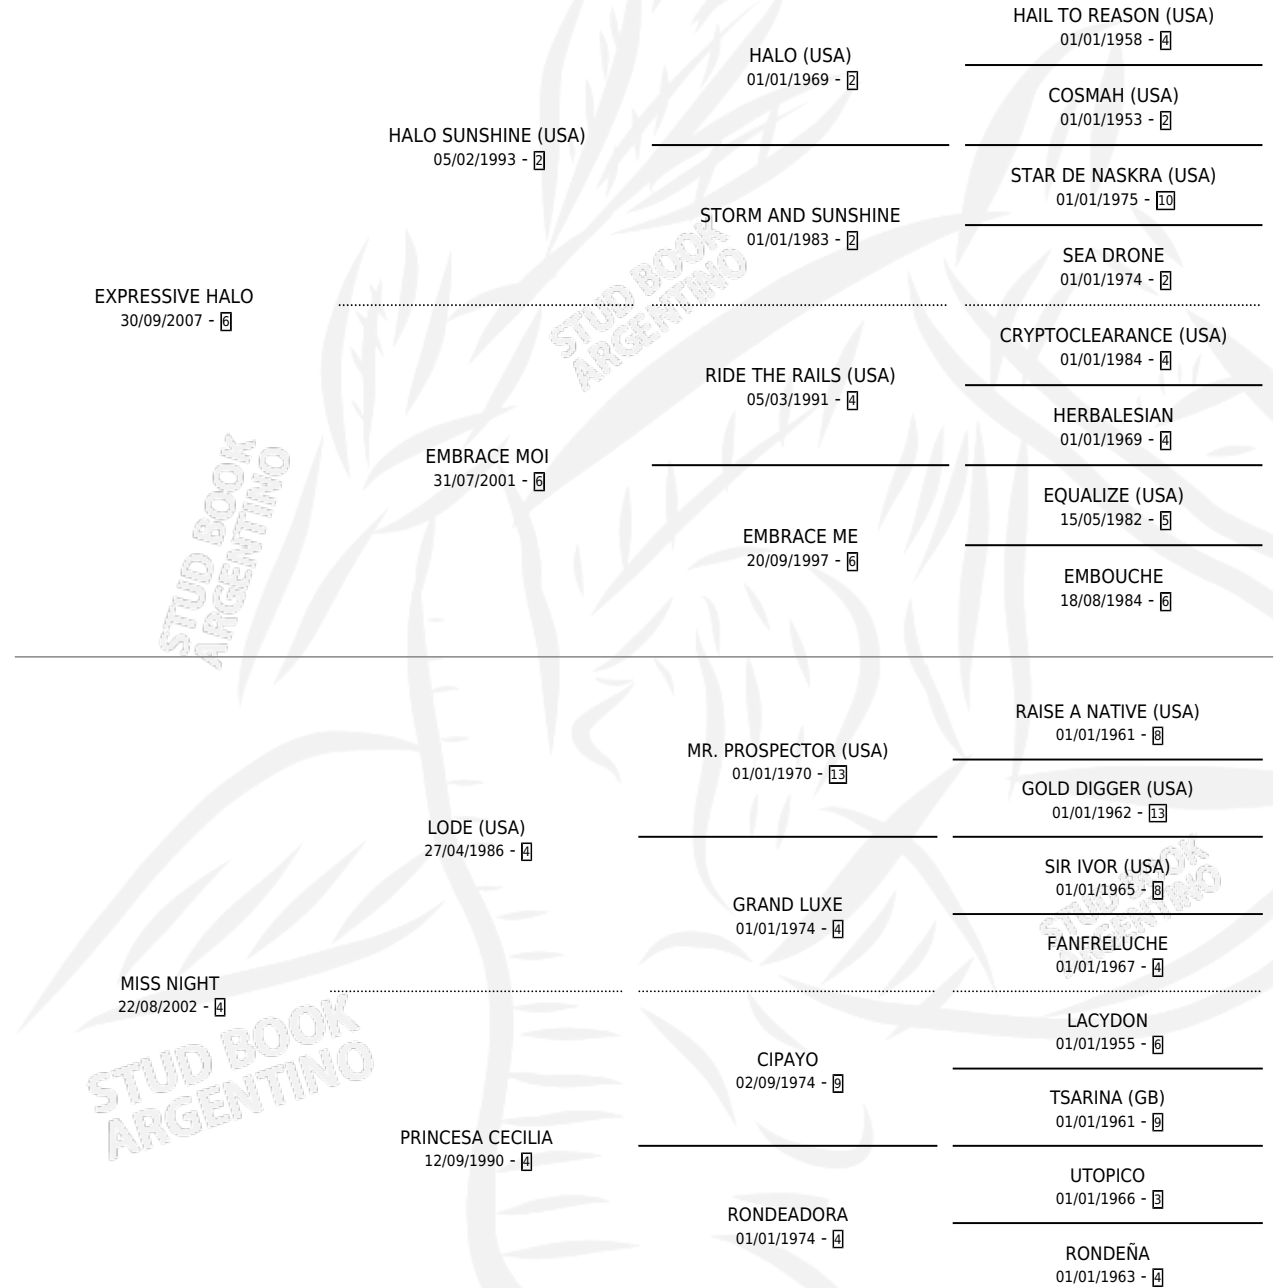 HAIL TO REASON (USA)
01/01/1958 - 4
HALO (USA)
01/01/1969 - 2
COSMAH (USA)
01/01/1953 - 2
HALO SUNSHINE (USA)
05/02/1993 - 2
STAR DE NASKRA (USA)
01/01/1975 - 10
STORM AND SUNSHINE
01/01/1983 - 2
SEA DRONE
01/01/1974 - 2
EXPRESSIVE HALO
30/09/2007 - 6
STUD BOOK
ARGENTINO
CRYPTOCLEARANCE (USA)
01/01/1984 - 4
RIDE THE RAILS (USA)
05/03/1991 - 4
HERBALESIAN
01/01/1969 - 4
EMBRACE MOI
31/07/2001 - 6
EQUALIZE (USA)
15/05/1982 - 5
EMBRACE ME
20/09/1997 - 6
EMBOUCHE
18/08/1984 - 6
STUD BOOK
ARGENTINO
RAISE A NATIVE (USA)
01/01/1961 - 8
MR. PROSPECTOR (USA)
01/01/1970 - 13
GOLD DIGGER (USA)
01/01/1962 - 13
LODE (USA)
27/04/1986 - 4
SIR IVOR (USA)
01/01/1965 - 8
GRAND LUXE
01/01/1974 - 4
FANFRELUCHE
01/01/1967 - 4
STUD BOOK
ARGENTINO
MISS NIGHT
22/08/2002 - 4
LACYDON
01/01/1955 - 6
CIPAYO
02/09/1974 - 9
TSARINA (GB)
01/01/1961 - 9
STUD BOOK
ARGENTINO
PRINCESA CECILIA
12/09/1990 - 4
UTOPICO
01/01/1966 - 3
RONDEADORA
01/01/1974 - 4
RONDEÑA
01/01/1963 - 4